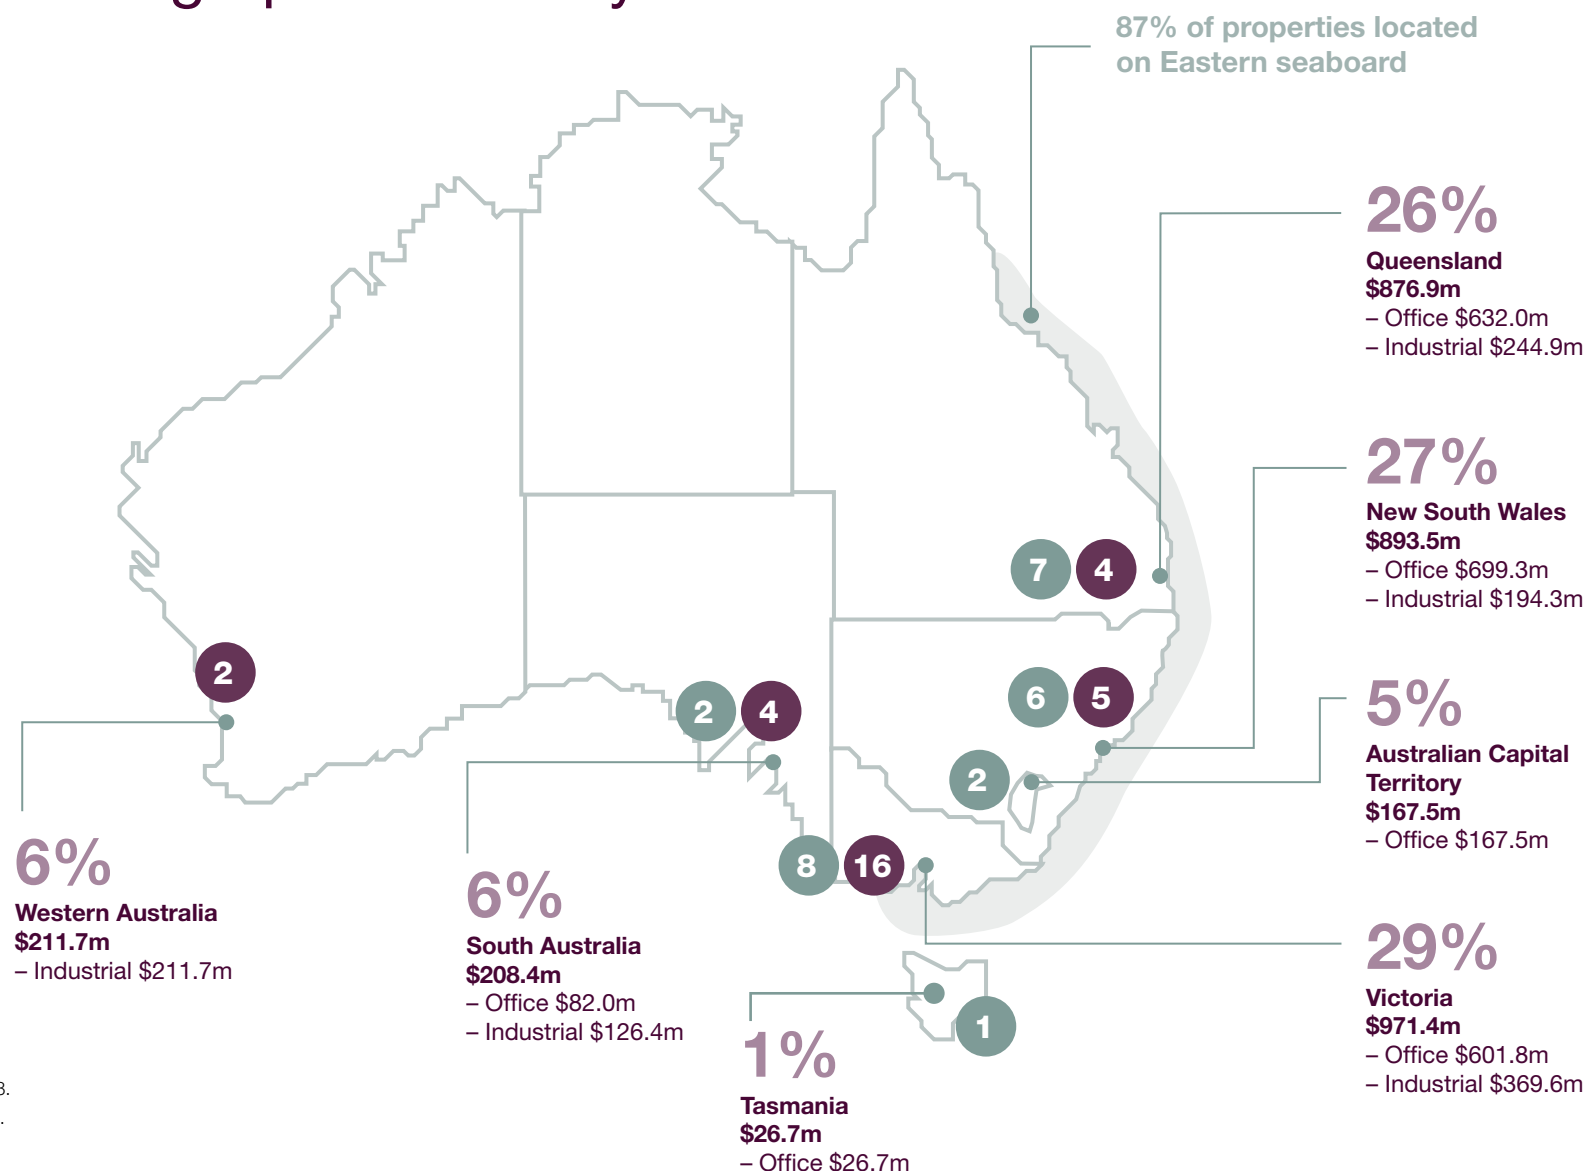 87% of properties located
on Eastern seaboard
26%
Queensland
$876.9m
– Office $632.0m
– Industrial $244.9m
27%
New South Wales
$893.5m
– Office $699.3m
– Industrial $194.3m
7 4
2
6 5
2 4
2
5%
Australian Capital
Territory
$167.5m
– Office $167.5m
8 16
6%
Western Australia
$211.7m
– Industrial $211.7m
6%
South Australia
$208.4m
– Office $82.0m
– Industrial $126.4m
29%
Victoria
$971.4m
– Office $601.8m
– Industrial $369.6m
1
1%
Tasmania
$26.7m
– Office $26.7m